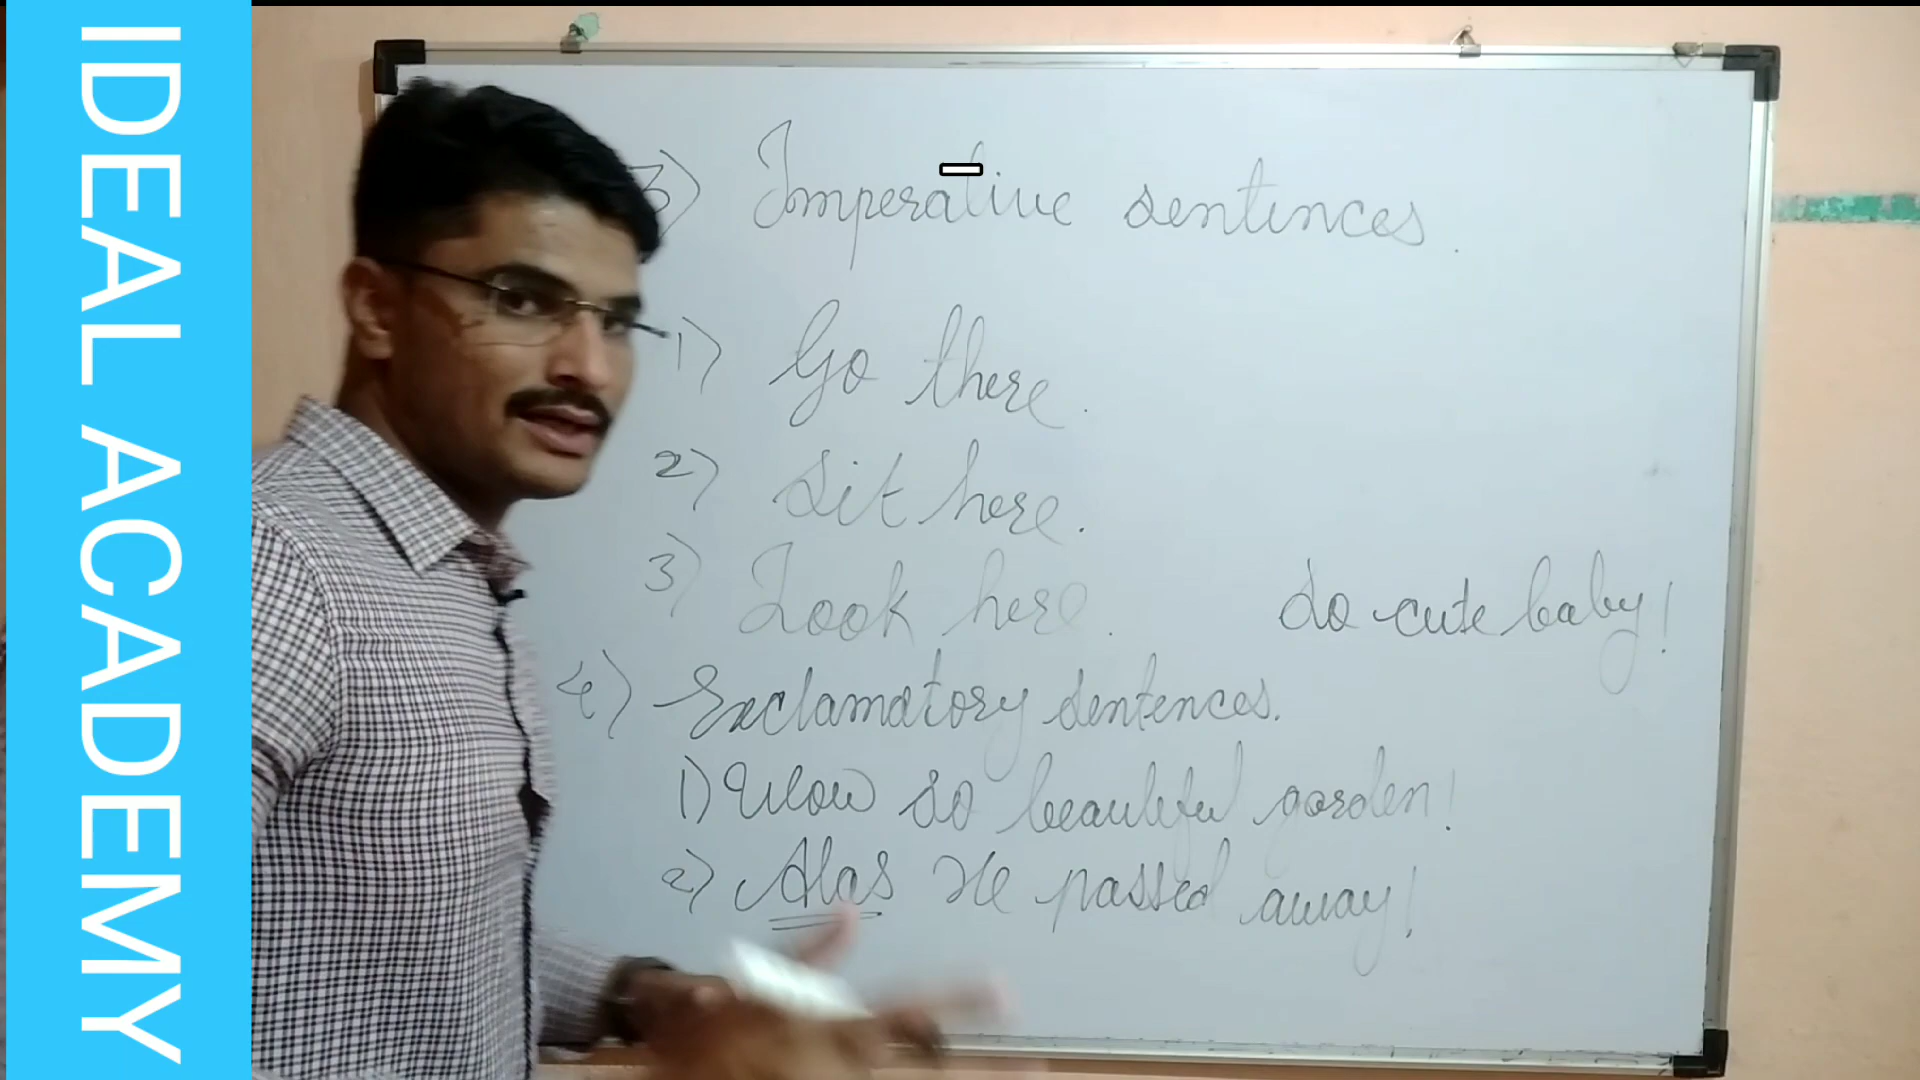 IDEAL ACADEMY
3) Imperative sentences.
1) Go there.
2) Sit here.
3) Look here.
So cute baby!
4) Exclamatory sentences.
1) Wow so beautiful garden!
2) Alas He passed away!